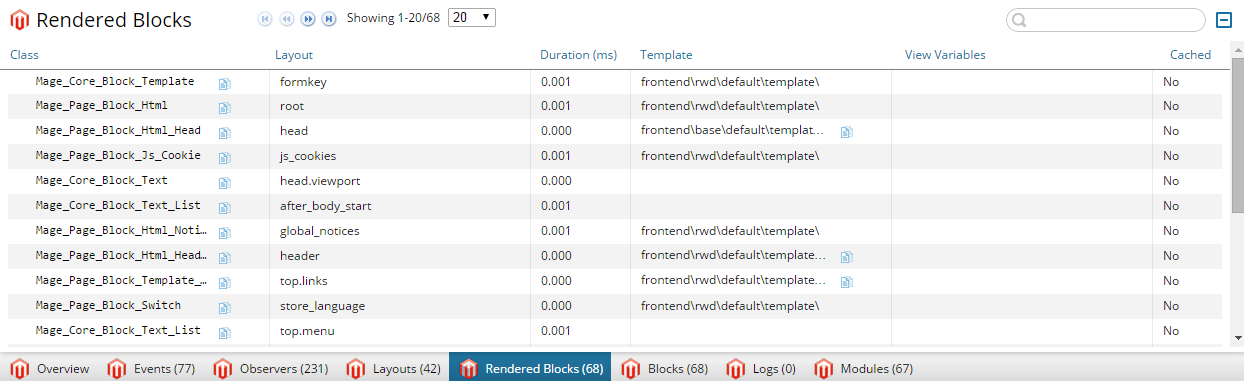 Rendered Blocks Showing 1-20/68 20
Class Layout Duration (ms) Template View Variables Cached
Mage_Core_Block_Template formkey 0.001 frontend\rwd\default\template\ No
Mage_Page_Block_Html root 0.001 frontend\rwd\default\template\ No
Mage_Page_Block_Html_Head head 0.000 frontend\base\default\templat... No
Mage_Page_Block_Js_Cookie js_cookies 0.001 frontend\rwd\default\template\ No
Mage_Core_Block_Text head.viewport 0.000 No
Mage_Core_Block_Text_List after_body_start 0.001 No
Mage_Page_Block_Html_Noti… global_notices 0.001 frontend\rwd\default\template\ No
Mage_Page_Block_Html_Head… header 0.000 frontend\rwd\default\template... No
Mage_Page_Block_Template_… top.links 0.000 frontend\rwd\default\template... No
Mage_Page_Block_Switch store_language 0.000 frontend\rwd\default\template\ No
Mage_Core_Block_Text_List top.menu 0.001 No
Overview Events (77) Observers (231) Layouts (42) Rendered Blocks (68) Blocks (68) Logs (0) Modules (67)